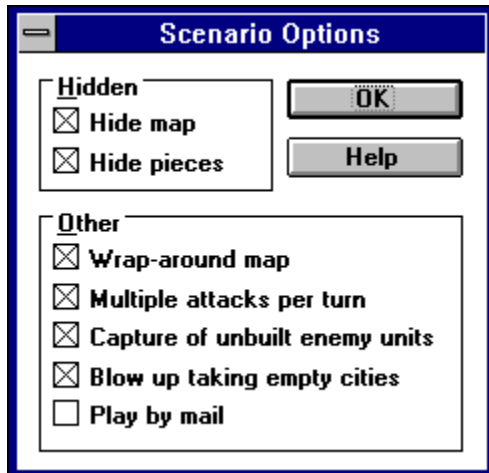 Scenario Options
Hidden
Hide map
Hide pieces
OK
Help
Other
Wrap-around map
Multiple attacks per turn
Capture of unbuilt enemy units
Blow up taking empty cities
Play by mail